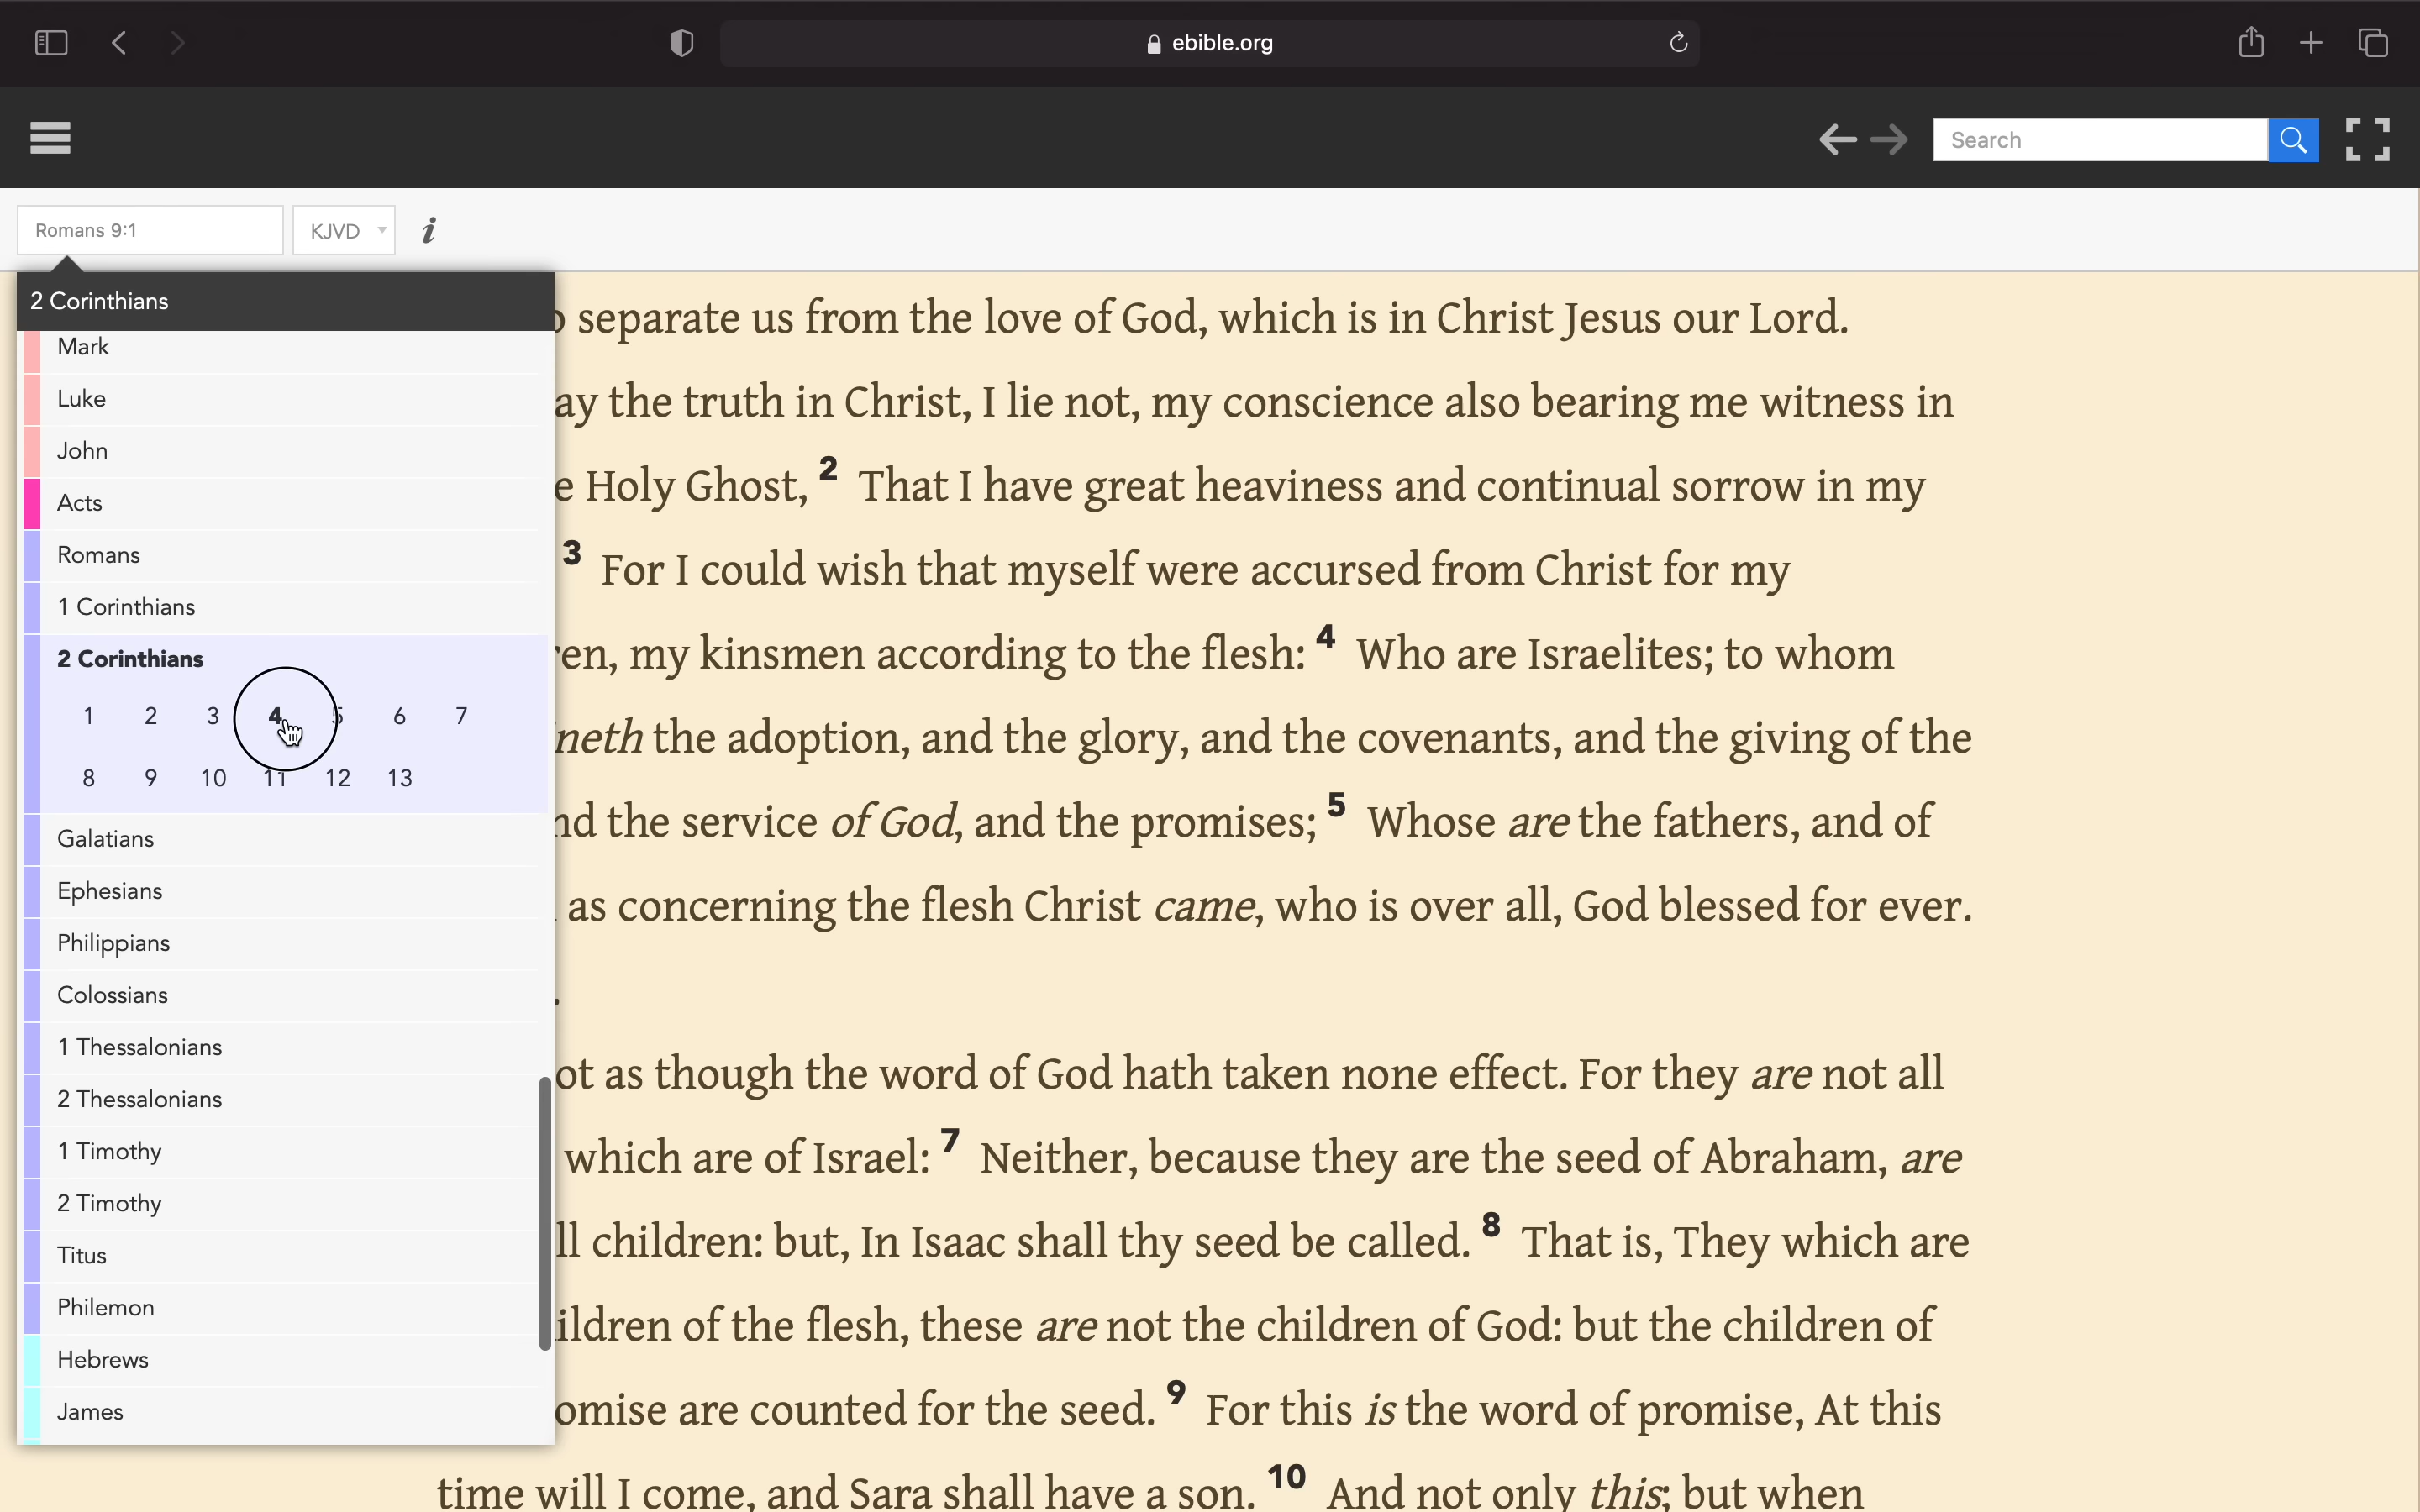 ebible.org
Search
Romans 9:1
KJVD
i
2 Corinthians
Mark
Luke
John
Acts
Romans
1 Corinthians
2 Corinthians
1 2 3 4 5 6 7
8 9 10 11 12 13
Galatians
Ephesians
Philippians
Colossians
1 Thessalonians
2 Thessalonians
1 Timothy
2 Timothy
Titus
Philemon
Hebrews
James
separate us from the love of God, which is in Christ Jesus our Lord.
ay the truth in Christ, I lie not, my conscience also bearing me witness in
e Holy Ghost, 2 That I have great heaviness and continual sorrow in my
3 For I could wish that myself were accursed from Christ for my
en, my kinsmen according to the flesh: 4 Who are Israelites; to whom
neth the adoption, and the glory, and the covenants, and the giving of the
nd the service of God, and the promises; 5 Whose are the fathers, and of
as concerning the flesh Christ came, who is over all, God blessed for ever.
.
ot as though the word of God hath taken none effect. For they are not all
which are of Israel: 7 Neither, because they are the seed of Abraham, are
ll children: but, In Isaac shall thy seed be called. 8 That is, They which are
ildren of the flesh, these are not the children of God: but the children of
omise are counted for the seed. 9 For this is the word of promise, At this
time will I come, and Sara shall have a son. 10 And not only this; but when